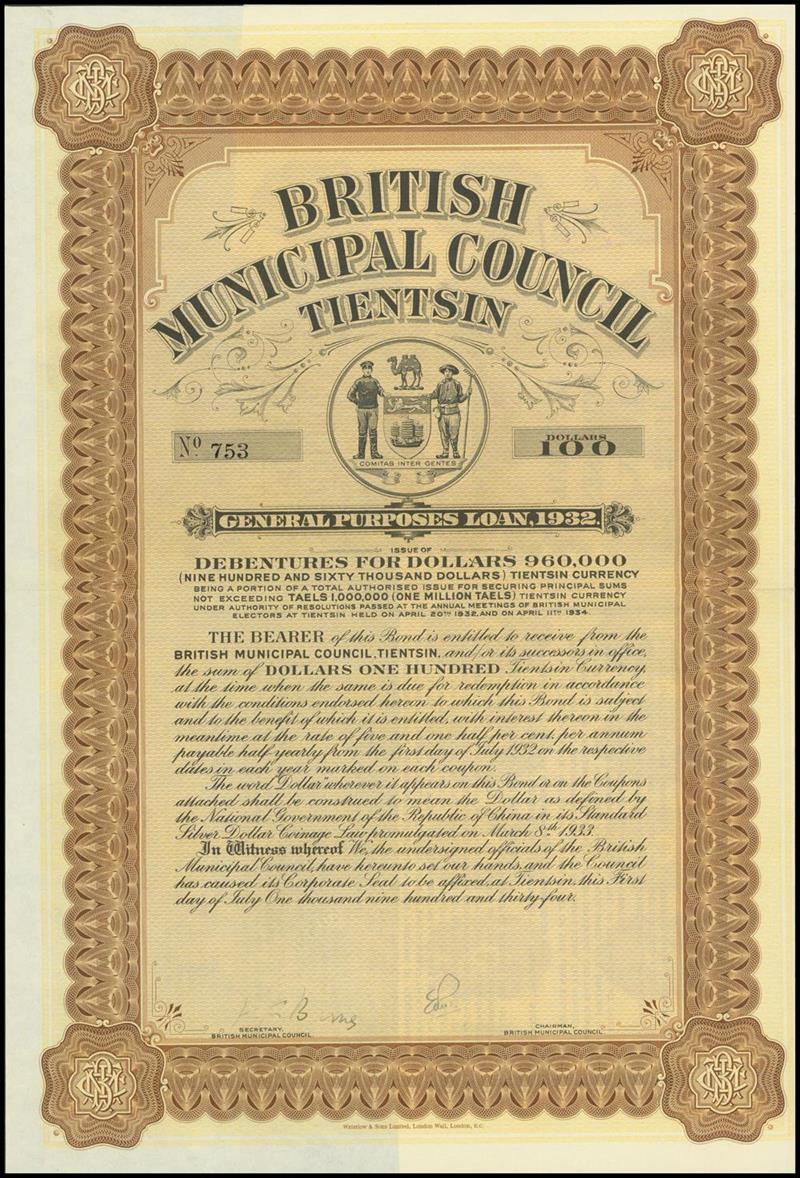 BRITISH
MUNICIPAL COUNCIL
TIENTSIN
No. 753
DOLLARS
100
COMITAS INTER GENTES
GENERAL PURPOSES LOAN, 1932.
ISSUE OF
DEBENTURES FOR DOLLARS 960,000
(NINE HUNDRED AND SIXTY THOUSAND DOLLARS) TIENTSIN CURRENCY
BEING A PORTION OF A TOTAL AUTHORISED ISSUE FOR SECURING PRINCIPAL SUMS
NOT EXCEEDING TAELS 1,000,000 (ONE MILLION TAELS) TIENTSIN CURRENCY
UNDER AUTHORITY OF RESOLUTIONS PASSED AT THE ANNUAL MEETINGS OF BRITISH MUNICIPAL
ELECTORS AT TIENTSIN HELD ON APRIL 20TH 1932, AND ON APRIL 11TH 1934.
THE BEARER of this Bond is entitled to receive from the
BRITISH MUNICIPAL COUNCIL, TIENTSIN, and/or its successors in office,
the sum of DOLLARS ONE HUNDRED Tientsin Currency,
at the time when the same is due for redemption in accordance
with the conditions endorsed hereon to which this Bond is subject
and to the benefit of which it is entitled, with interest thereon in the
meantime at the rate of five and one half per cent. per annum
payable half yearly from the first day of July 1932 on the respective
dates in each year marked on each coupon.
The word "Dollar" wherever it appears on this Bond or on the Coupons
attached shall be construed to mean the Dollar as defined by
the National Government of the Republic of China in its Standard
Silver Dollar Coinage Law promulgated on March 8th 1933.
In Witness whereof We, the undersigned officials of the British
Municipal Council, have hereunto set our hands, and the Council
has caused its Corporate Seal to be affixed, at Tientsin, this First
day of July One thousand nine hundred and thirty-four.
SECRETARY,
BRITISH MUNICIPAL COUNCIL.
CHAIRMAN,
BRITISH MUNICIPAL COUNCIL
Waterlow & Sons Limited, London Wall, London, E.C.